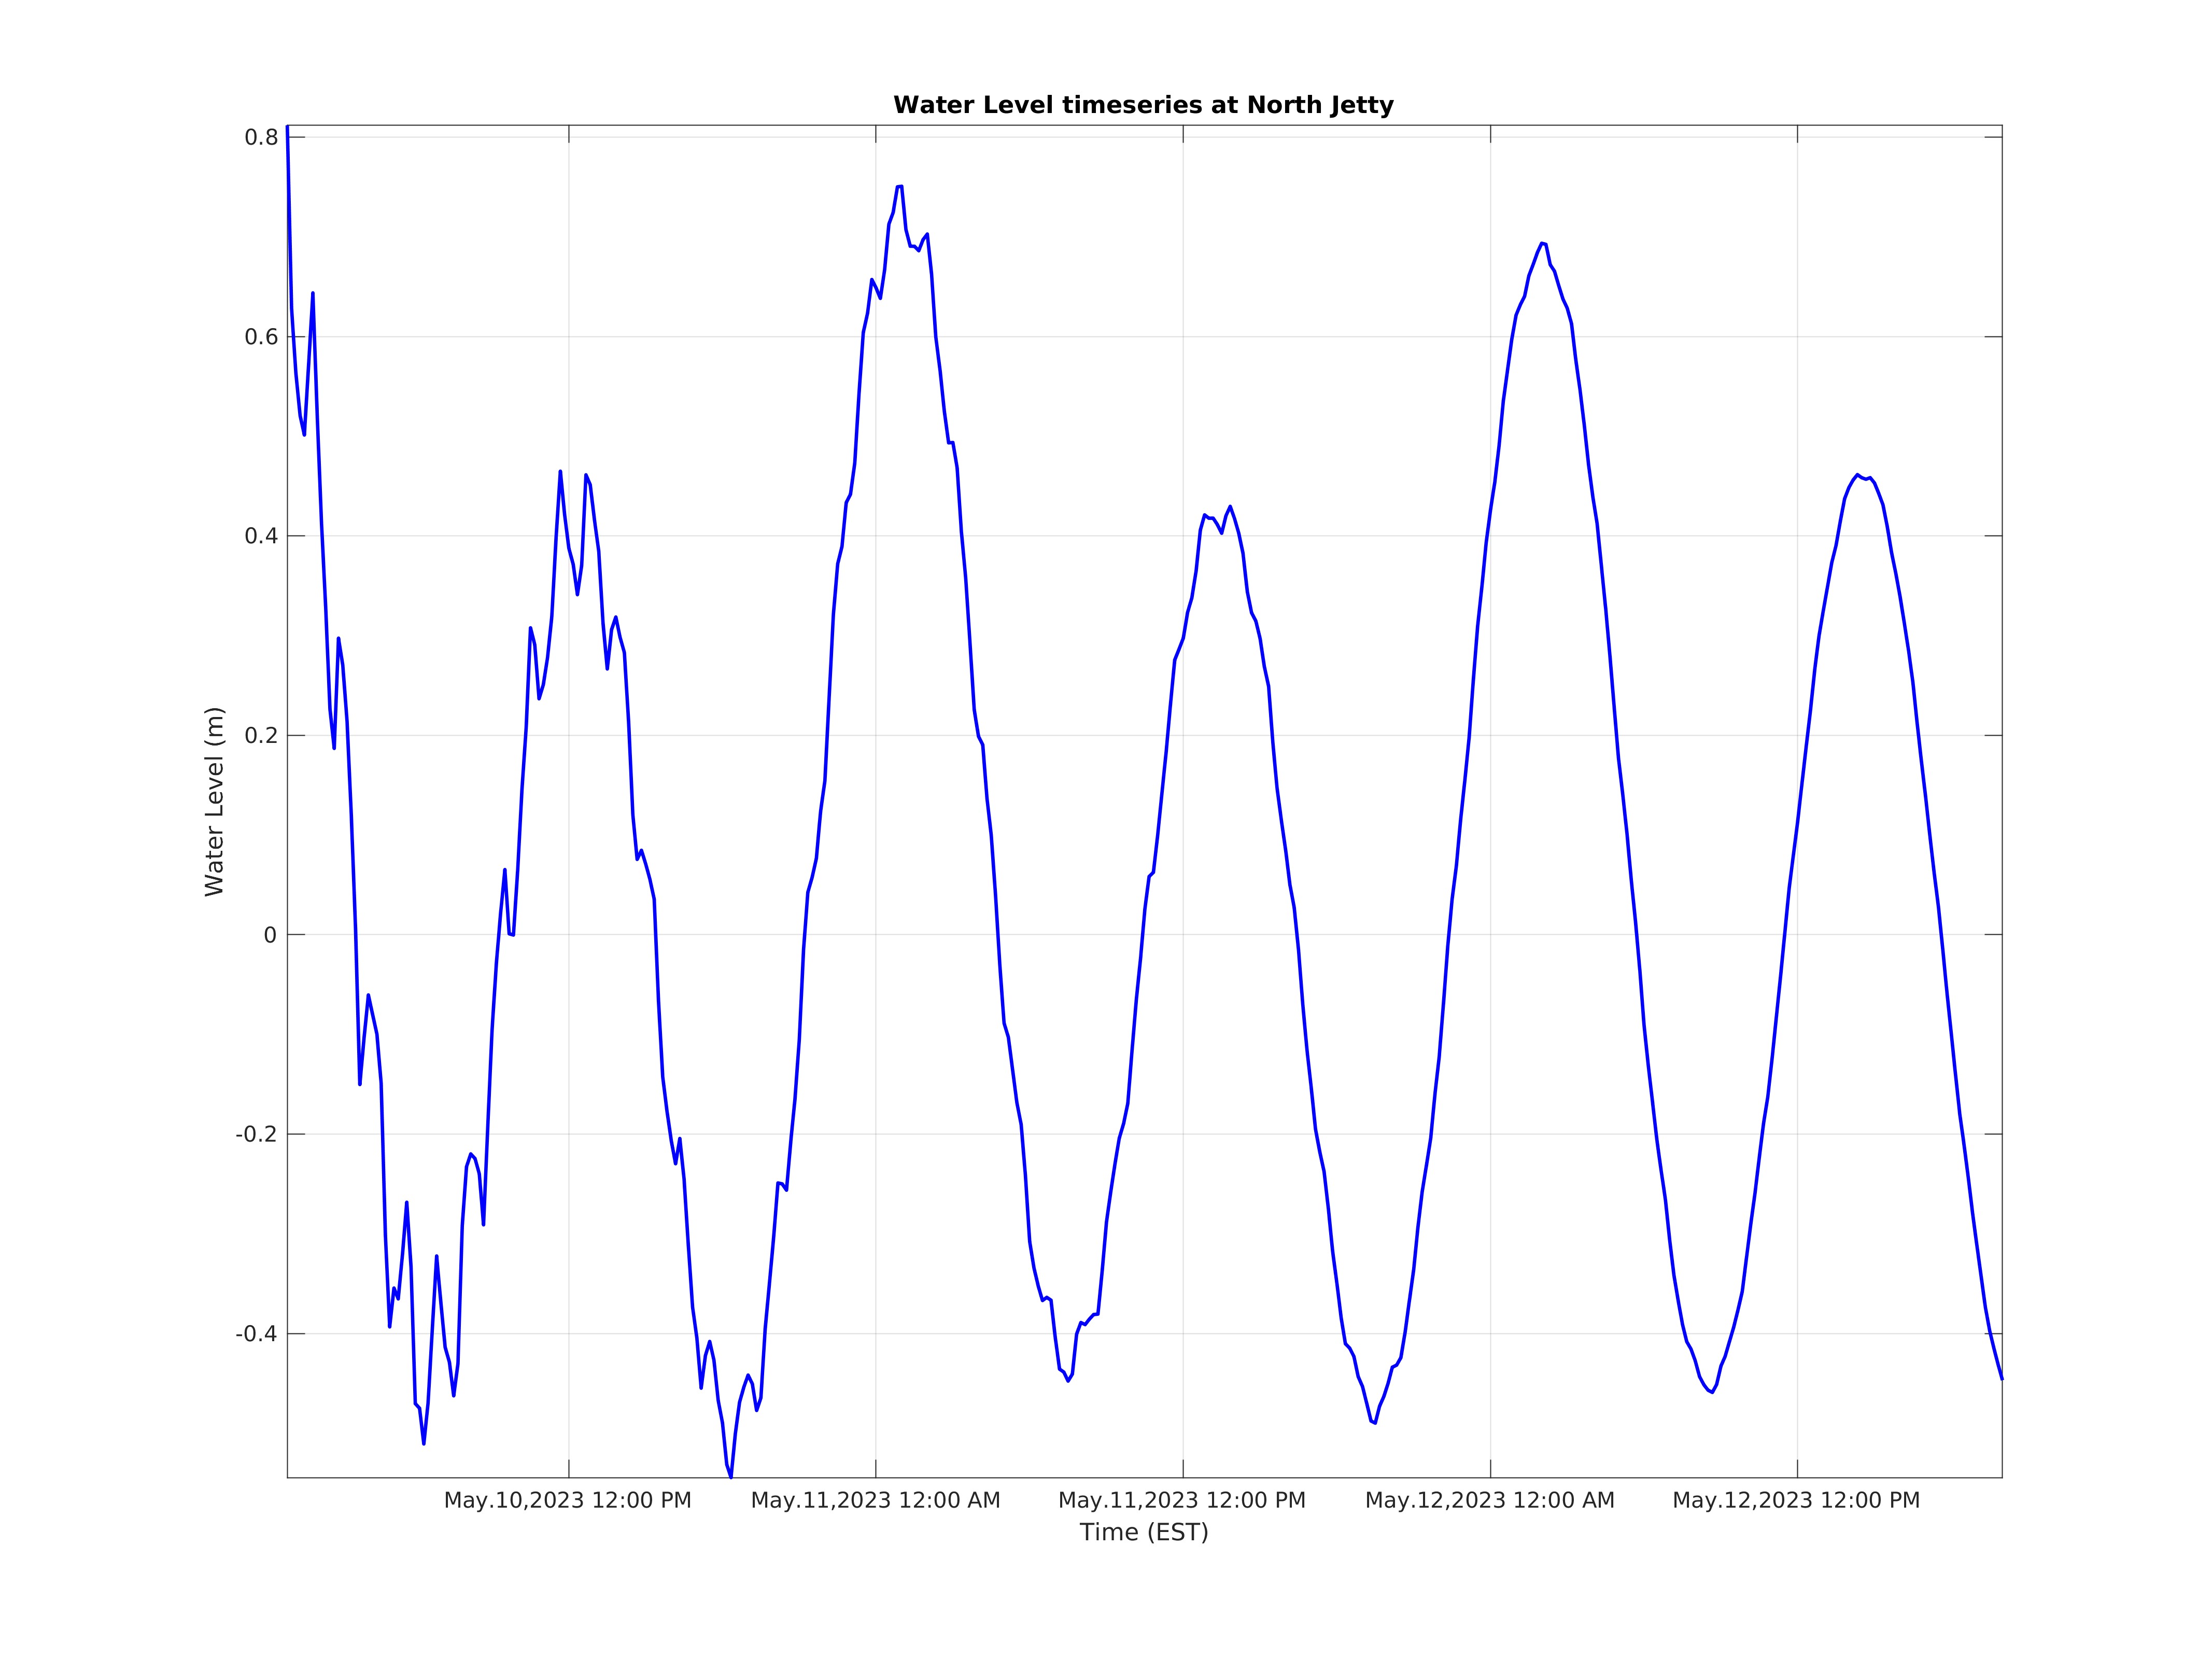 Water Level timeseries at North Jetty
0.8
0.6
0.4
0.2
0
-0.2
-0.4
Water Level (m)
May.10,2023 12:00 PM
May.11,2023 12:00 AM
May.11,2023 12:00 PM
May.12,2023 12:00 AM
May.12,2023 12:00 PM
Time (EST)